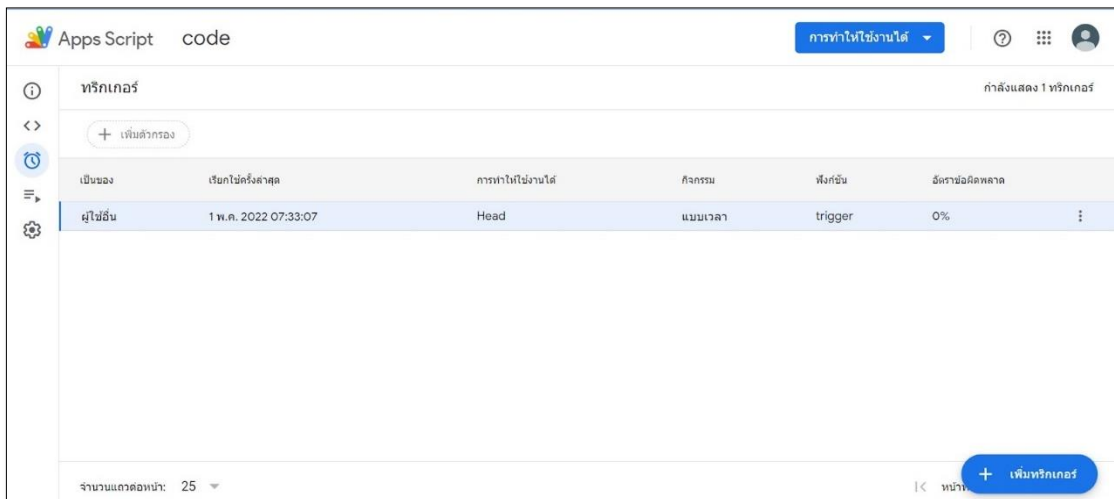 Apps Script code การทำให้ใช้งานได้
ทริกเกอร์ กำลังแสดง 1 ทริกเกอร์
+ เพิ่มตัวกรอง
เป็นของ เรียกใช้ครั้งล่าสุด การทำให้ใช้งานได้ กิจกรรม ฟังก์ชัน อัตราข้อผิดพลาด
ผู้ใช้อื่น 1 พ.ค. 2022 07:33:07 Head แบบเวลา trigger 0%
จำนวนแถวต่อหน้า: 25
+ เพิ่มทริกเกอร์